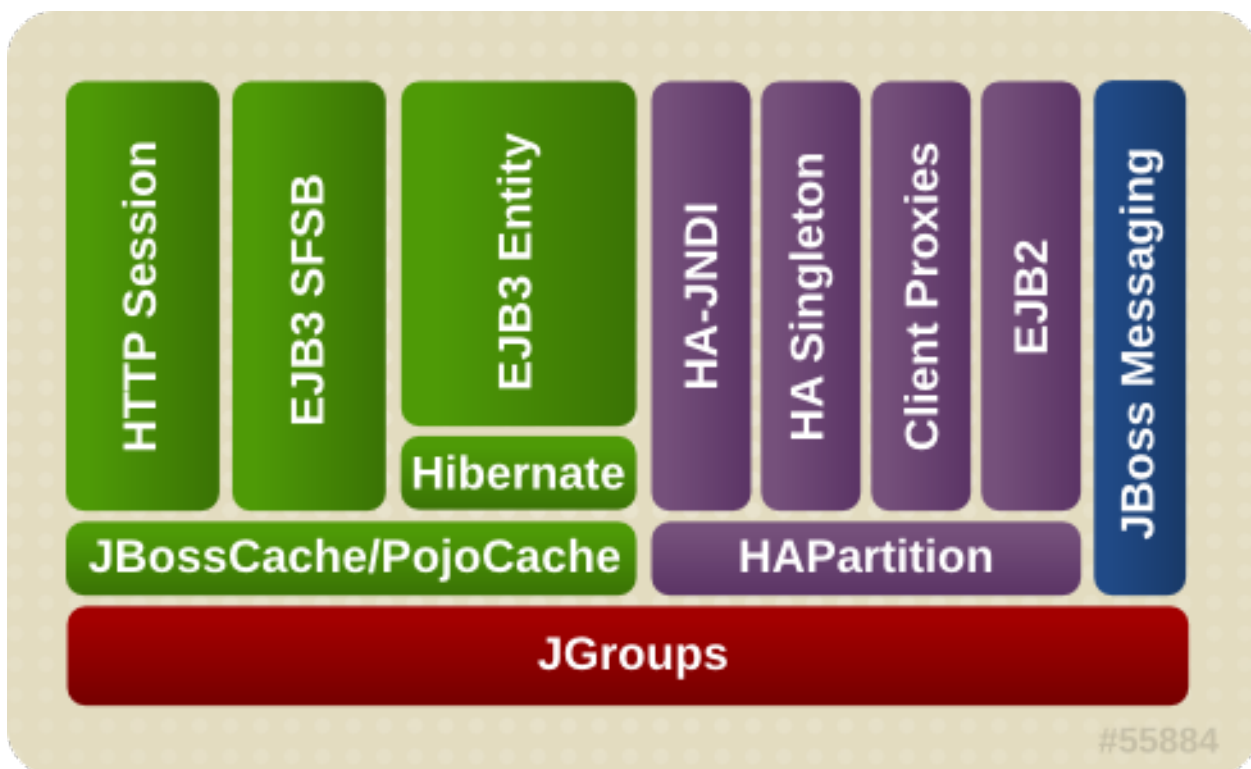 HTTP Session
EJB3 SFSB
EJB3 Entity
HA-JNDI
HA Singleton
Client Proxies
EJB2
JBoss Messaging
Hibernate
JBossCache/PojoCache
HAPartition
JGroups
#55884